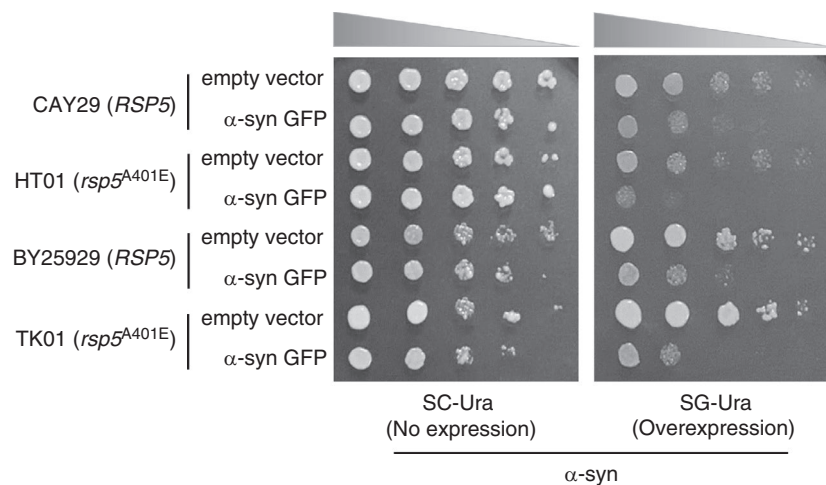 empty vector
CAY29 (RSP5)
α-syn GFP
empty vector
HT01 (rsp5A401E)
α-syn GFP
empty vector
BY25929 (RSP5)
α-syn GFP
empty vector
TK01 (rsp5A401E)
α-syn GFP
SC-Ura
(No expression)
SG-Ura
(Overexpression)
α-syn